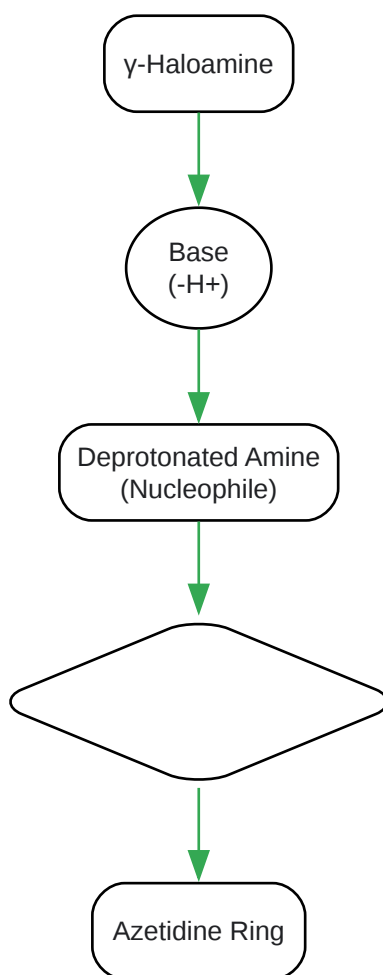 γ-Haloamine
Base
(-H+)
Deprotonated Amine
(Nucleophile)
Azetidine Ring